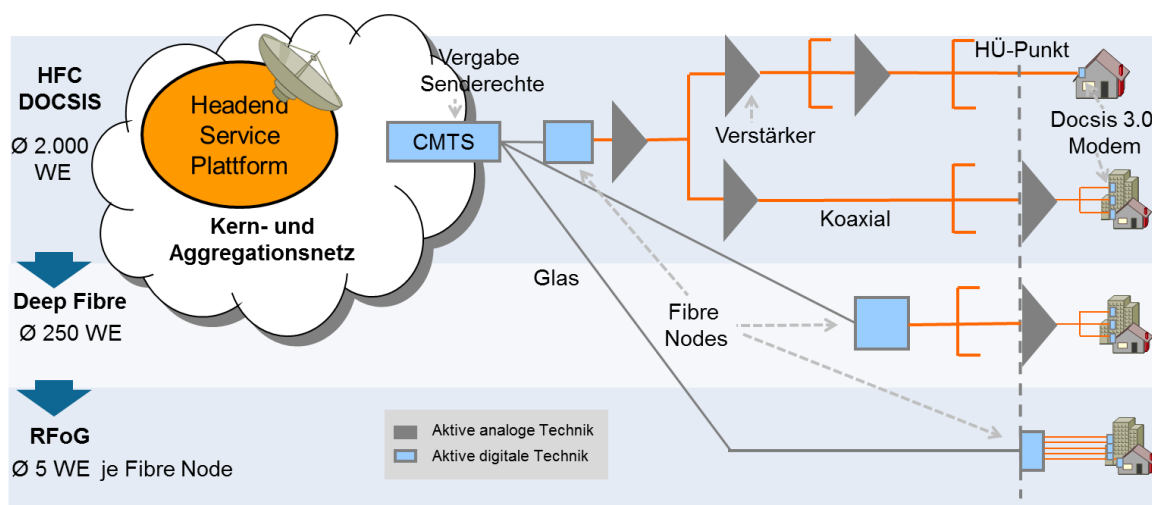 HFC
DOCSIS
Ø 2.000
WE
Headend
Service
Plattform
Kern- und
Aggregationsnetz
Vergabe
Senderechte
CMTS
Verstärker
Koaxial
HÜ-Punkt
Docsis 3.0
Modem
Deep Fibre
Ø 250 WE
Glas
Fibre
Nodes
RFoG
Ø 5 WE je Fibre Node
Aktive analoge Technik
Aktive digitale Technik